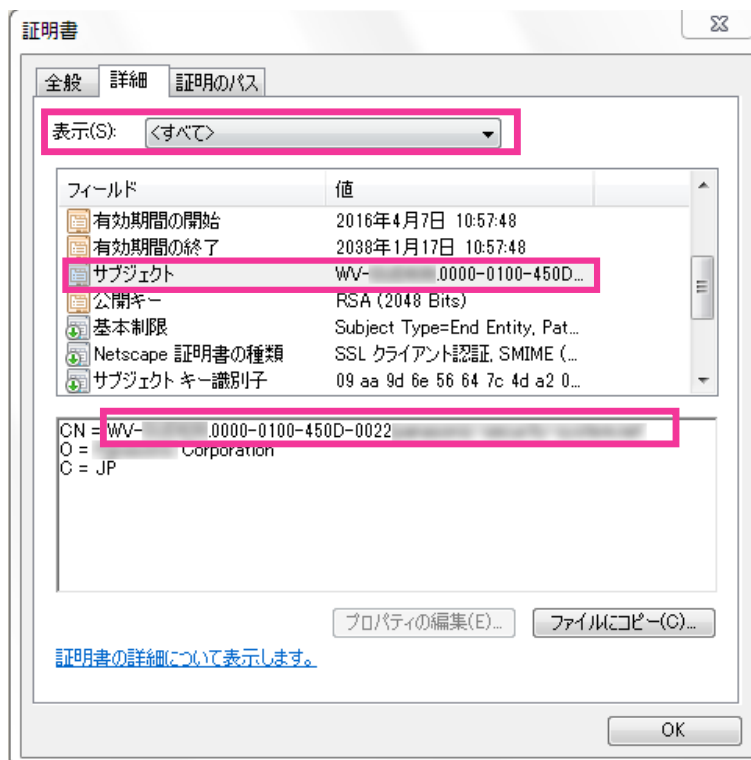 証明書
全般 詳細 証明のパス
表示(S): <すべて>
フィールド 値
有効期間の開始 2016年4月7日 10:57:48
有効期間の終了 2038年1月17日 10:57:48
サブジェクト WV- .0000-0100-450D...
公開キー RSA (2048 Bits)
基本制限 Subject Type=End Entity, Pat...
Netscape 証明書の種類 SSL クライアント認証, SMIME (...
サブジェクト キー識別子 09 aa 9d 6e 56 64 7c 4d a2 0...
CN = WV- .0000-0100-450D-0022
O = Corporation
C = JP
プロパティの編集(E)... ファイルにコピー(C)...
証明書の詳細について表示します。
OK